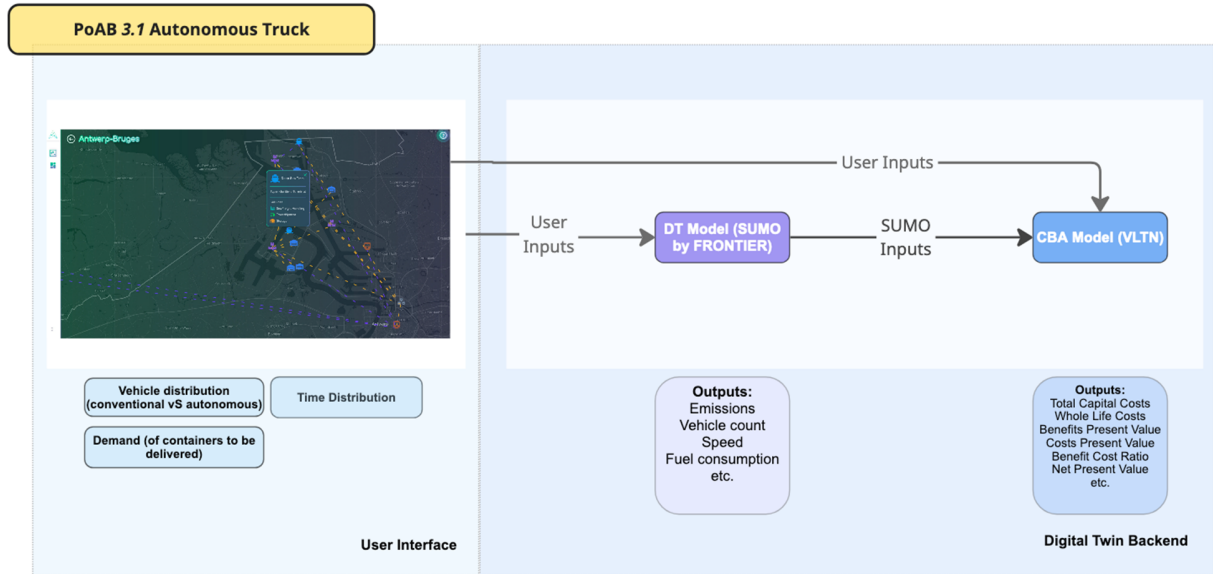 PoAB 3.1 Autonomous Truck
Antwerp-Bruges
User Inputs
User
Inputs
DT Model (SUMO
by FRONTIER)
SUMO
Inputs
CBA Model (VLTN)
Vehicle distribution
(conventional vS autonomous)
Time Distribution
Demand (of containers to be
delivered)
Outputs:
Emissions
Vehicle count
Speed
Fuel consumption
etc.
Outputs:
Total Capital Costs
Whole Life Costs
Benefits Present Value
Costs Present Value
Benefit Cost Ratio
Net Present Value
etc.
User Interface
Digital Twin Backend